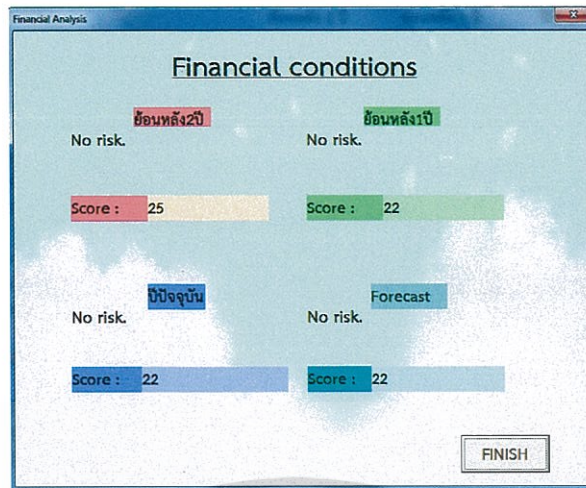 Financial Analysis
Financial conditions
ย้อนหลัง2ปี
No risk.
Score : 25
ย้อนหลัง1ปี
No risk.
Score : 22
ปีปัจจุบัน
No risk.
Score : 22
Forecast
No risk.
Score : 22
FINISH